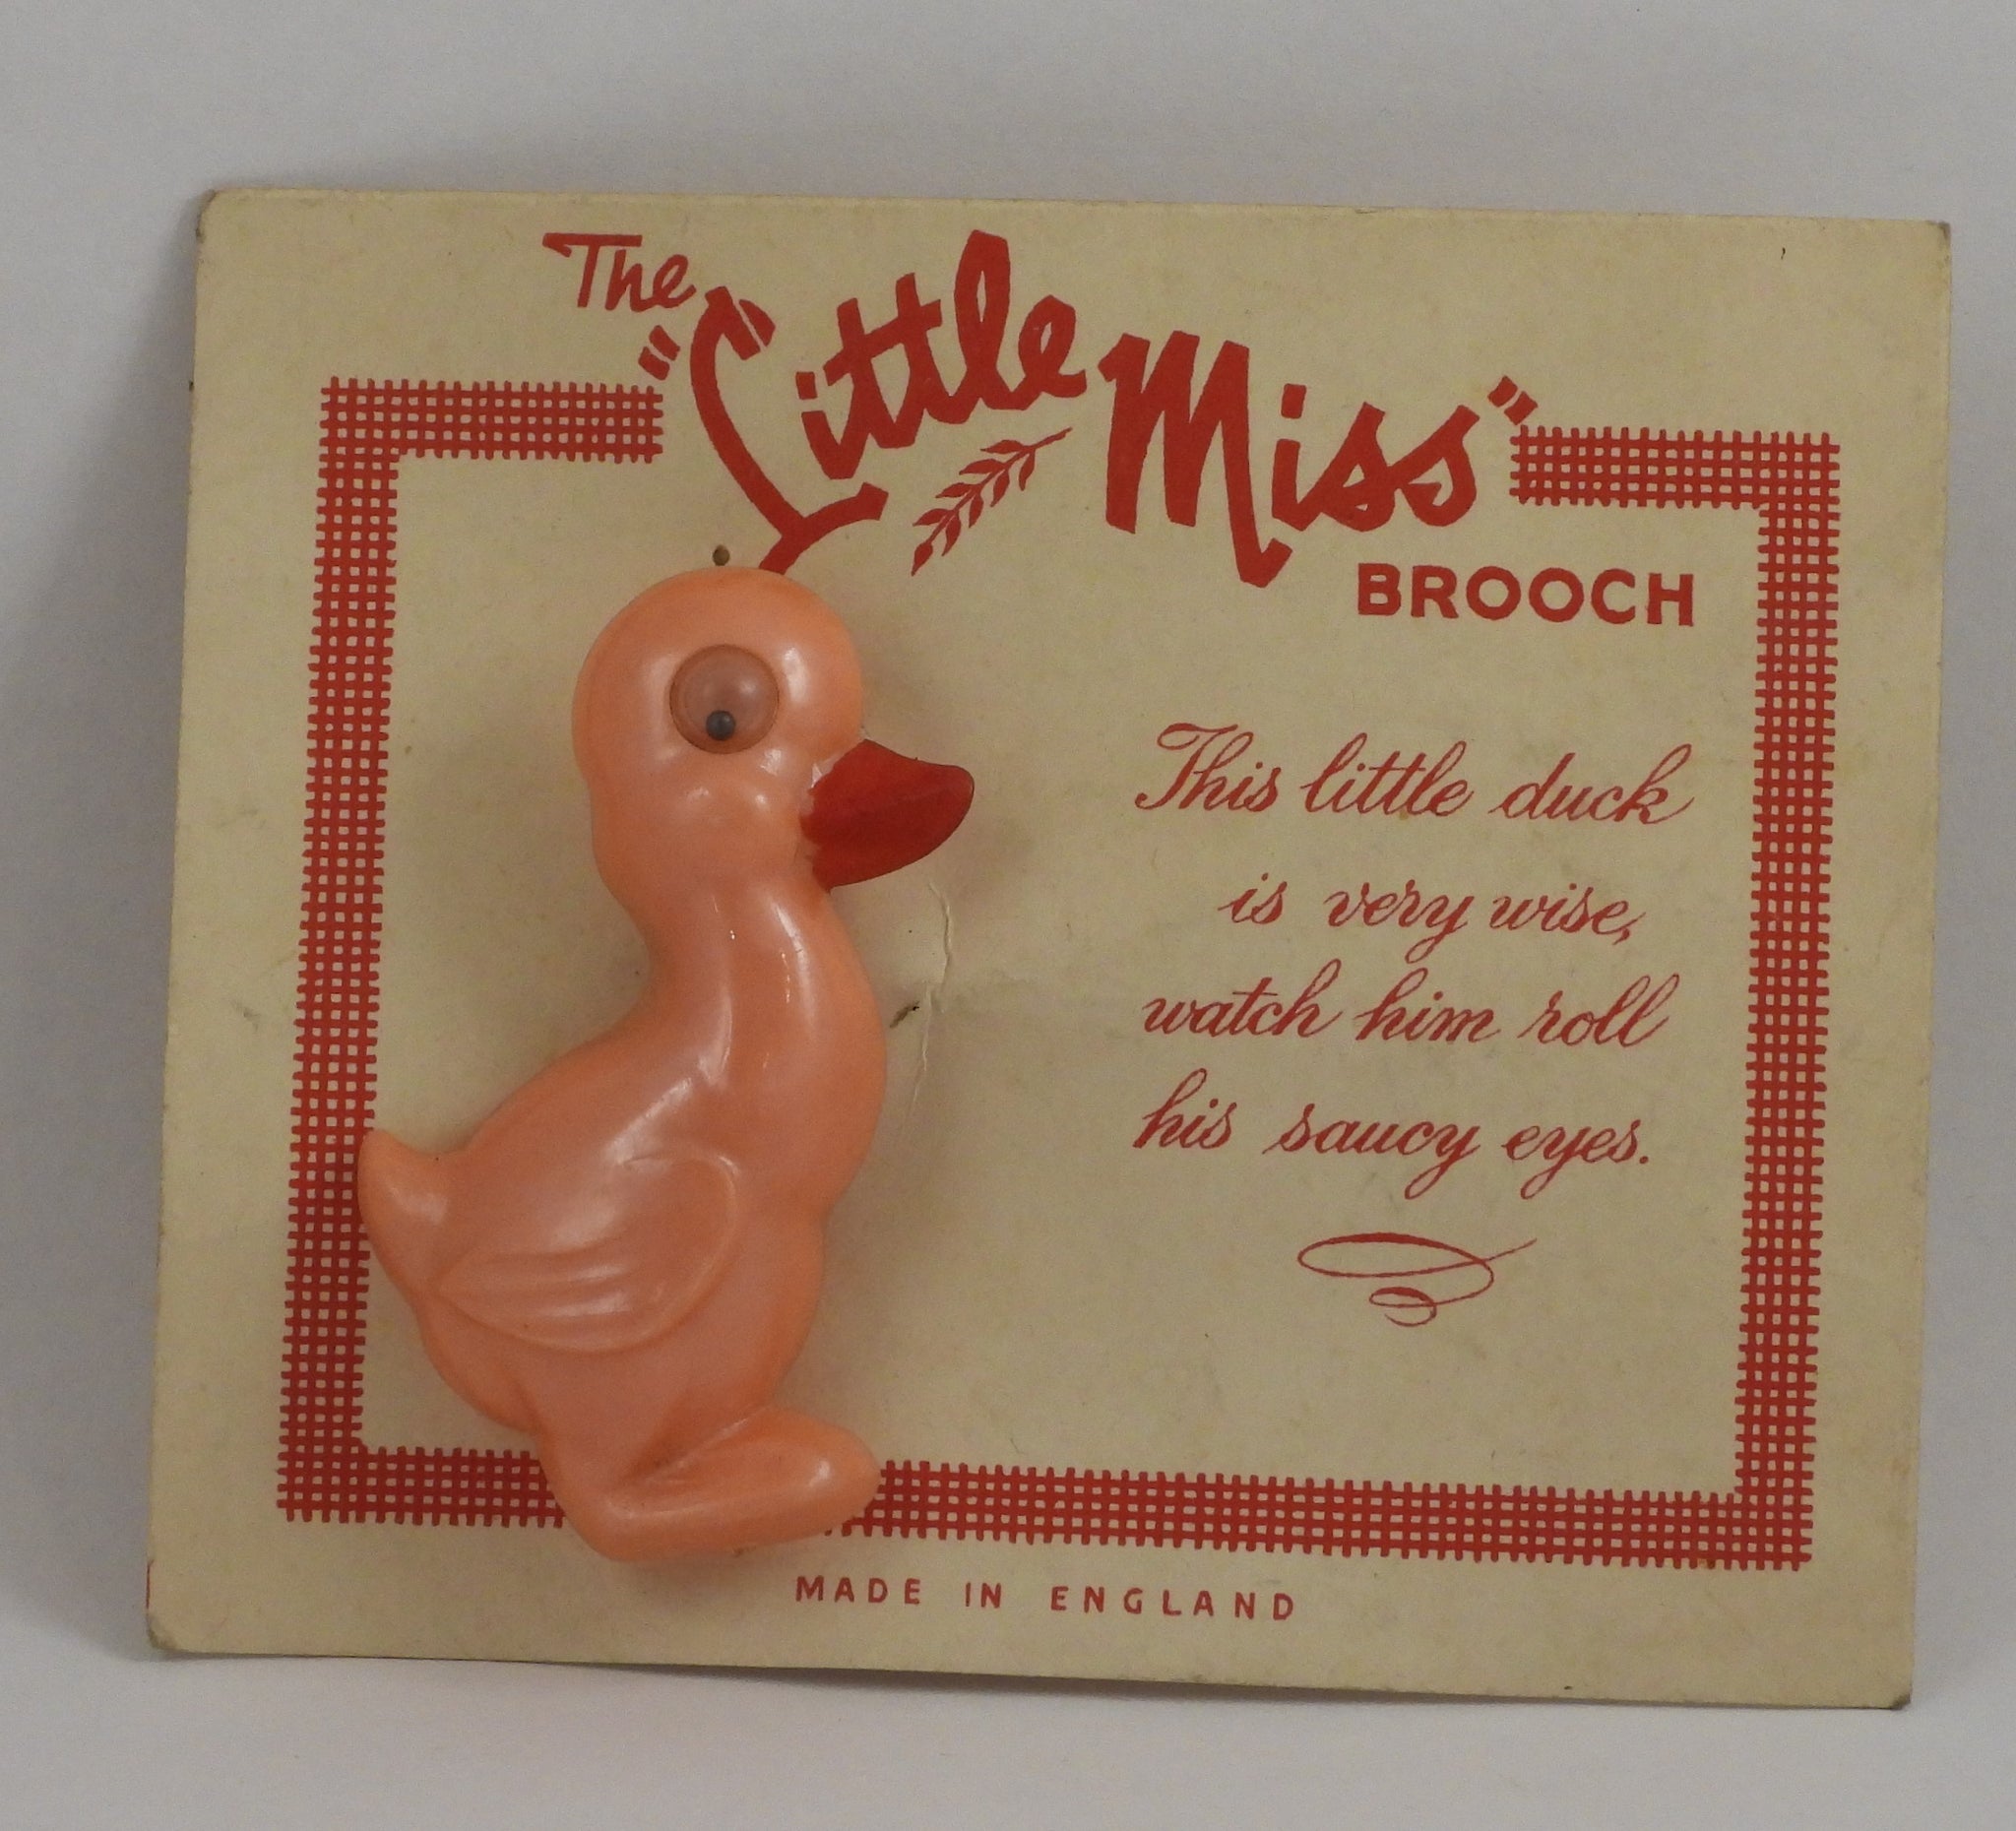 The
"Little Miss"
BROOCH
This little duck
is very wise,
watch him roll
his saucy eyes.
MADE IN ENGLAND